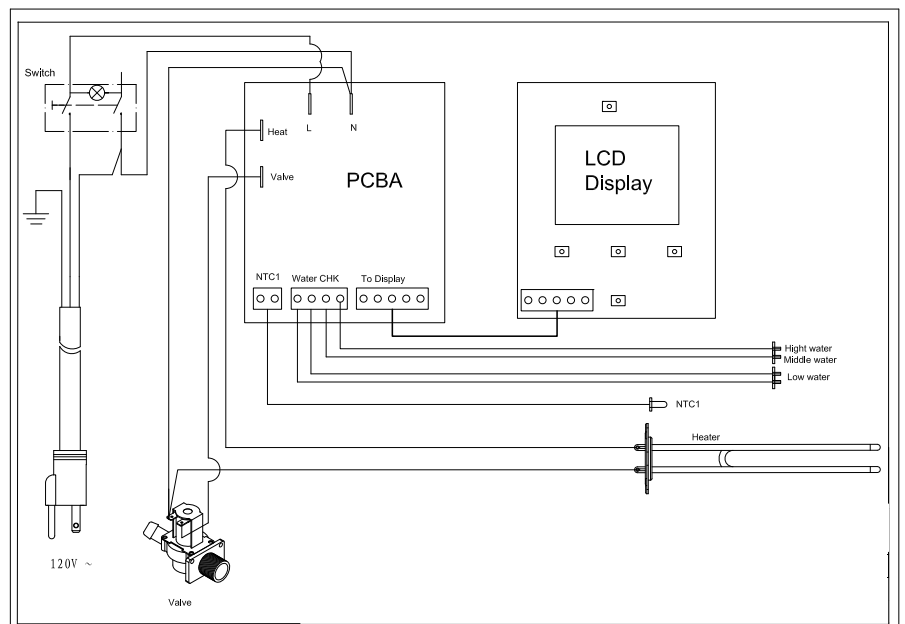 Switch
L
N
Heat
Valve
PCBA
LCD
Display
NTC1
Water CHK
To Display
Hight water
Middle water
Low water
NTC1
Heater
120V ~
Valve